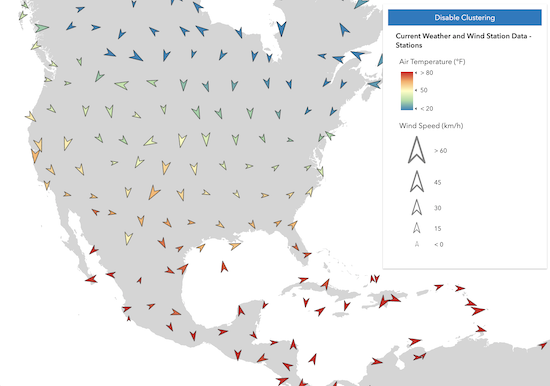 Disable Clustering
Current Weather and Wind Station Data -
Stations
Air Temperature (°F)
> 80
50
< 20
Wind Speed (km/h)
> 60
45
30
15
< 0